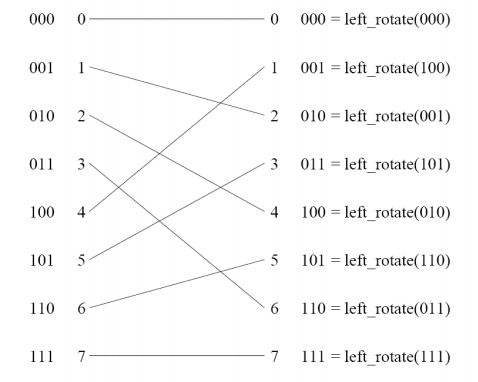 000 0 0 000 = left_rotate(000)
001 1 1 001 = left_rotate(100)
010 2 2 010 = left_rotate(001)
011 3 3 011 = left_rotate(101)
100 4 4 100 = left_rotate(010)
101 5 5 101 = left_rotate(110)
110 6 6 110 = left_rotate(011)
111 7 7 111 = left_rotate(111)